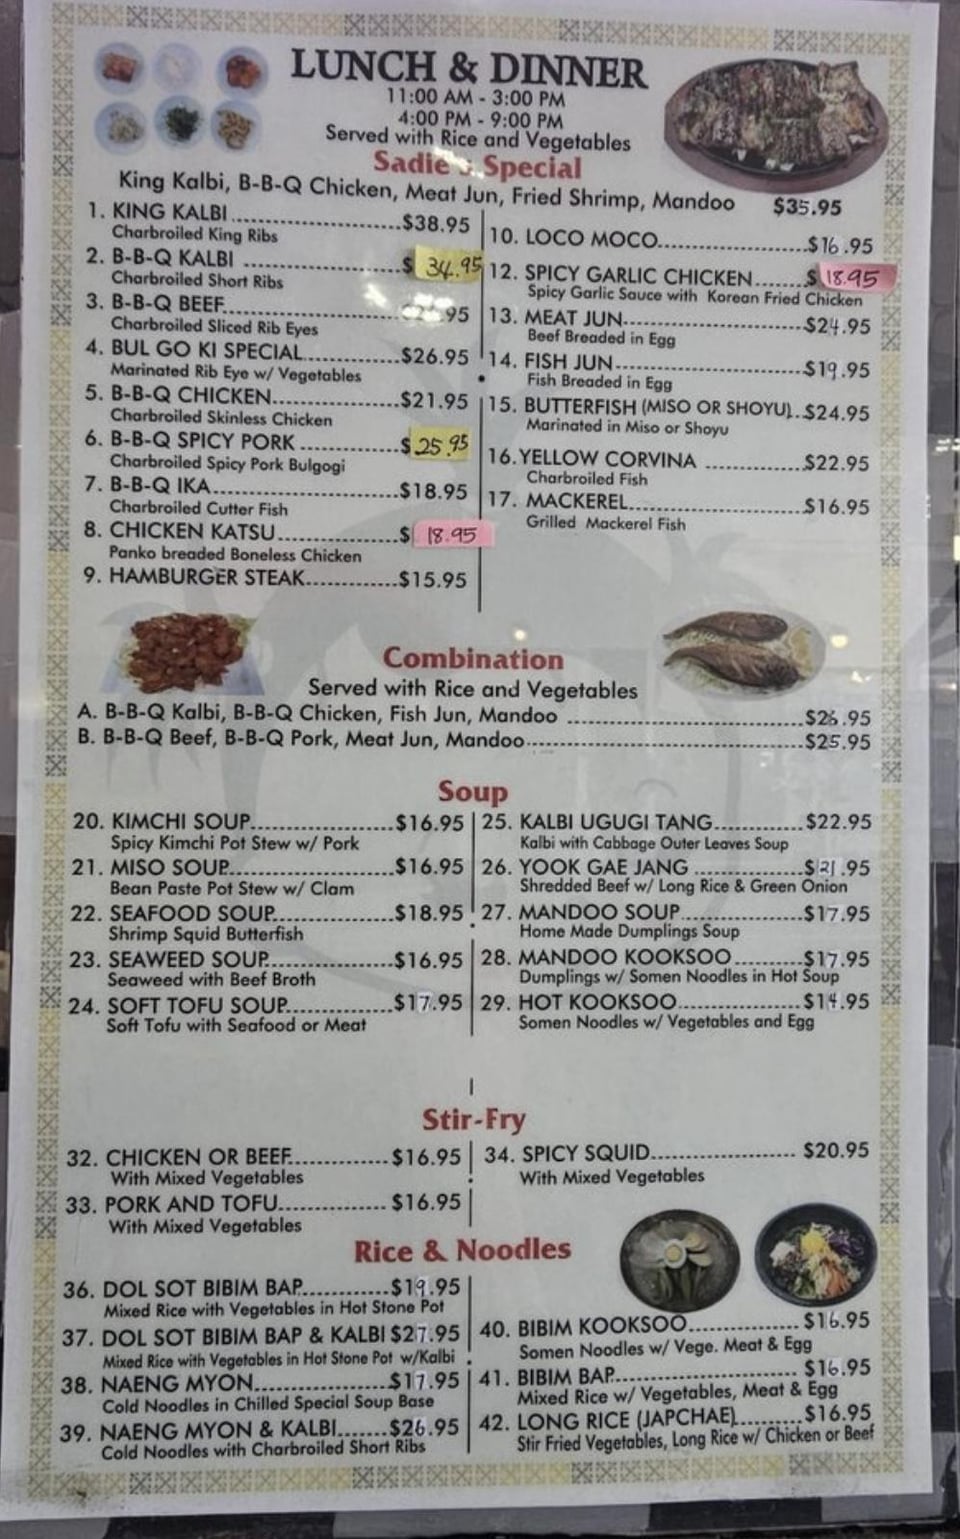 LUNCH & DINNER
11:00 AM - 3:00 PM
4:00 PM - 9:00 PM
Served with Rice and Vegetables
Sadie's Special
King Kalbi, B-B-Q Chicken, Meat Jun, Fried Shrimp, Mandoo $35.95
1. KING KALBI $38.95
Charbroiled King Ribs
2. B-B-Q KALBI $34.95
Charbroiled Short Ribs
3. B-B-Q BEEF .95
Charbroiled Sliced Rib Eyes
4. BUL GO KI SPECIAL $26.95
Marinated Rib Eye w/ Vegetables
5. B-B-Q CHICKEN $21.95
Charbroiled Skinless Chicken
6. B-B-Q SPICY PORK $25.95
Charbroiled Spicy Pork Bulgogi
7. B-B-Q IKA $18.95
Charbroiled Cutter Fish
8. CHICKEN KATSU $18.95
Panko breaded Boneless Chicken
9. HAMBURGER STEAK $15.95
10. LOCO MOCO $16.95
12. SPICY GARLIC CHICKEN $18.95
Spicy Garlic Sauce with Korean Fried Chicken
13. MEAT JUN $24.95
Beef Breaded in Egg
14. FISH JUN $19.95
Fish Breaded in Egg
15. BUTTERFISH (MISO OR SHOYU) $24.95
Marinated in Miso or Shoyu
16. YELLOW CORVINA $22.95
Charbroiled Fish
17. MACKEREL $16.95
Grilled Mackerel Fish
Combination
Served with Rice and Vegetables
A. B-B-Q Kalbi, B-B-Q Chicken, Fish Jun, Mandoo $26.95
B. B-B-Q Beef, B-B-Q Pork, Meat Jun, Mandoo $25.95
Soup
20. KIMCHI SOUP $16.95
Spicy Kimchi Pot Stew w/ Pork
21. MISO SOUP $16.95
Bean Paste Pot Stew w/ Clam
22. SEAFOOD SOUP $18.95
Shrimp Squid Butterfish
23. SEAWEED SOUP $16.95
Seaweed with Beef Broth
24. SOFT TOFU SOUP $17.95
Soft Tofu with Seafood or Meat
25. KALBI UGUGI TANG $22.95
Kalbi with Cabbage Outer Leaves Soup
26. YOOK GAE JANG $21.95
Shredded Beef w/ Long Rice & Green Onion
27. MANDOO SOUP $17.95
Home Made Dumplings Soup
28. MANDOO KOOKSOO $17.95
Dumplings w/ Somen Noodles in Hot Soup
29. HOT KOOKSOO $14.95
Somen Noodles w/ Vegetables and Egg
Stir-Fry
32. CHICKEN OR BEEF $16.95
With Mixed Vegetables
33. PORK AND TOFU $16.95
With Mixed Vegetables
34. SPICY SQUID $20.95
With Mixed Vegetables
Rice & Noodles
36. DOL SOT BIBIM BAP $19.95
Mixed Rice with Vegetables in Hot Stone Pot
37. DOL SOT BIBIM BAP & KALBI $27.95
Mixed Rice with Vegetables in Hot Stone Pot w/Kalbi
38. NAENG MYON $17.95
Cold Noodles in Chilled Special Soup Base
39. NAENG MYON & KALBI $26.95
Cold Noodles with Charbroiled Short Ribs
40. BIBIM KOOKSOO $16.95
Somen Noodles w/ Vege. Meat & Egg
41. BIBIM BAP $16.95
Mixed Rice w/ Vegetables, Meat & Egg
42. LONG RICE (JAPCHAE) $16.95
Stir Fried Vegetables, Long Rice w/ Chicken or Beef